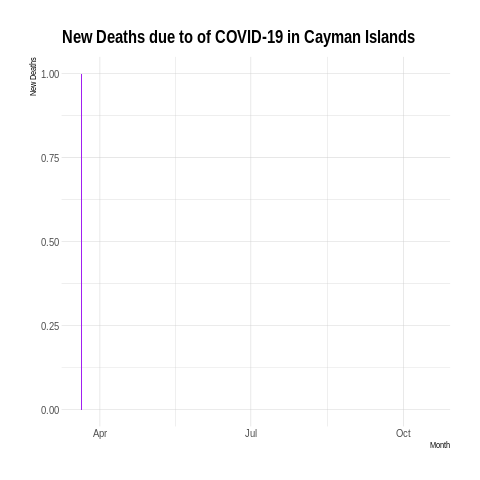 New Deaths due to of COVID-19 in Cayman Islands
New Deaths
1.00
0.75
0.50
0.25
0.00
Apr
Jul
Oct
Month